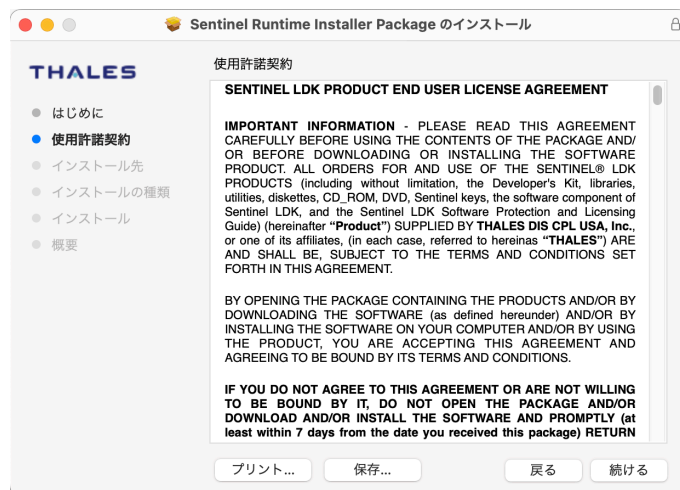 Sentinel Runtime Installer Package のインストール
THALES
はじめに
使用許諾契約
インストール先
インストールの種類
インストール
概要
使用許諾契約
SENTINEL LDK PRODUCT END USER LICENSE AGREEMENT
IMPORTANT INFORMATION - PLEASE READ THIS AGREEMENT
CAREFULLY BEFORE USING THE CONTENTS OF THE PACKAGE AND/
OR BEFORE DOWNLOADING OR INSTALLING THE SOFTWARE
PRODUCT. ALL ORDERS FOR AND USE OF THE SENTINEL® LDK
PRODUCTS (including without limitation, the Developer's Kit, libraries,
utilities, diskettes, CD_ROM, DVD, Sentinel keys, the software component of
Sentinel LDK, and the Sentinel LDK Software Protection and Licensing
Guide) (hereinafter “Product”) SUPPLIED BY THALES DIS CPL USA, Inc.,
or one of its affiliates, (in each case, referred to hereinas “THALES”) ARE
AND SHALL BE, SUBJECT TO THE TERMS AND CONDITIONS SET
FORTH IN THIS AGREEMENT.
BY OPENING THE PACKAGE CONTAINING THE PRODUCTS AND/OR BY
DOWNLOADING THE SOFTWARE (as defined hereunder) AND/OR BY
INSTALLING THE SOFTWARE ON YOUR COMPUTER AND/OR BY USING
THE PRODUCT, YOU ARE ACCEPTING THIS AGREEMENT AND
AGREEING TO BE BOUND BY ITS TERMS AND CONDITIONS.
IF YOU DO NOT AGREE TO THIS AGREEMENT OR ARE NOT WILLING
TO BE BOUND BY IT, DO NOT OPEN THE PACKAGE AND/OR
DOWNLOAD AND/OR INSTALL THE SOFTWARE AND PROMPTLY (at
least within 7 days from the date you received this package) RETURN
プリント...
保存...
戻る
続ける